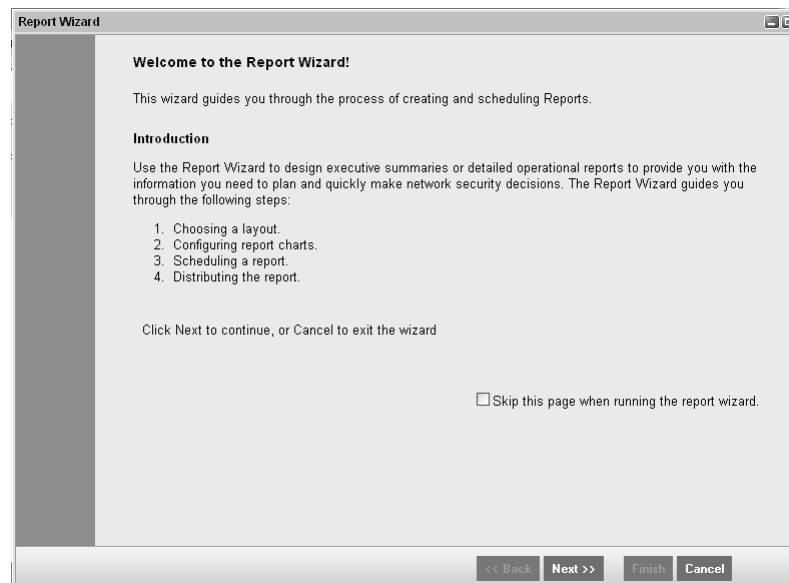 Report Wizard
Welcome to the Report Wizard!
This wizard guides you through the process of creating and scheduling Reports.
Introduction
Use the Report Wizard to design executive summaries or detailed operational reports to provide you with the
information you need to plan and quickly make network security decisions. The Report Wizard guides you
through the following steps:
1. Choosing a layout.
2. Configuring report charts.
3. Scheduling a report.
4. Distributing the report.
Click Next to continue, or Cancel to exit the wizard
Skip this page when running the report wizard.
<< Back Next >> Finish Cancel